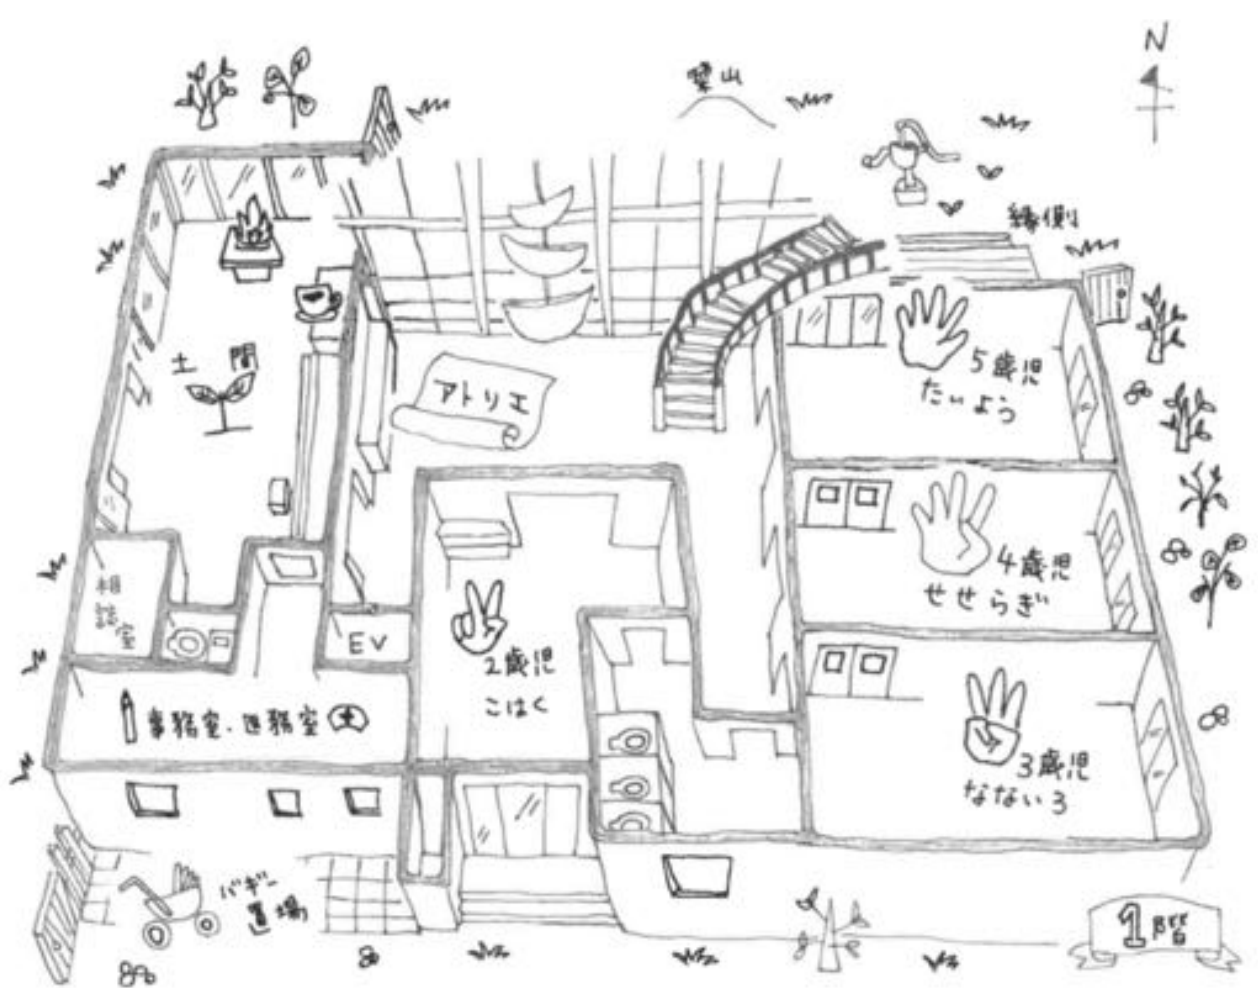 N
築山
縁側
アトリエ
土間
5歳児
たいよう
4歳児
せせらぎ
相談室
EV
2歳児
こはく
事務室・医務室
3歳児
なないろ
バギー
置場
1階